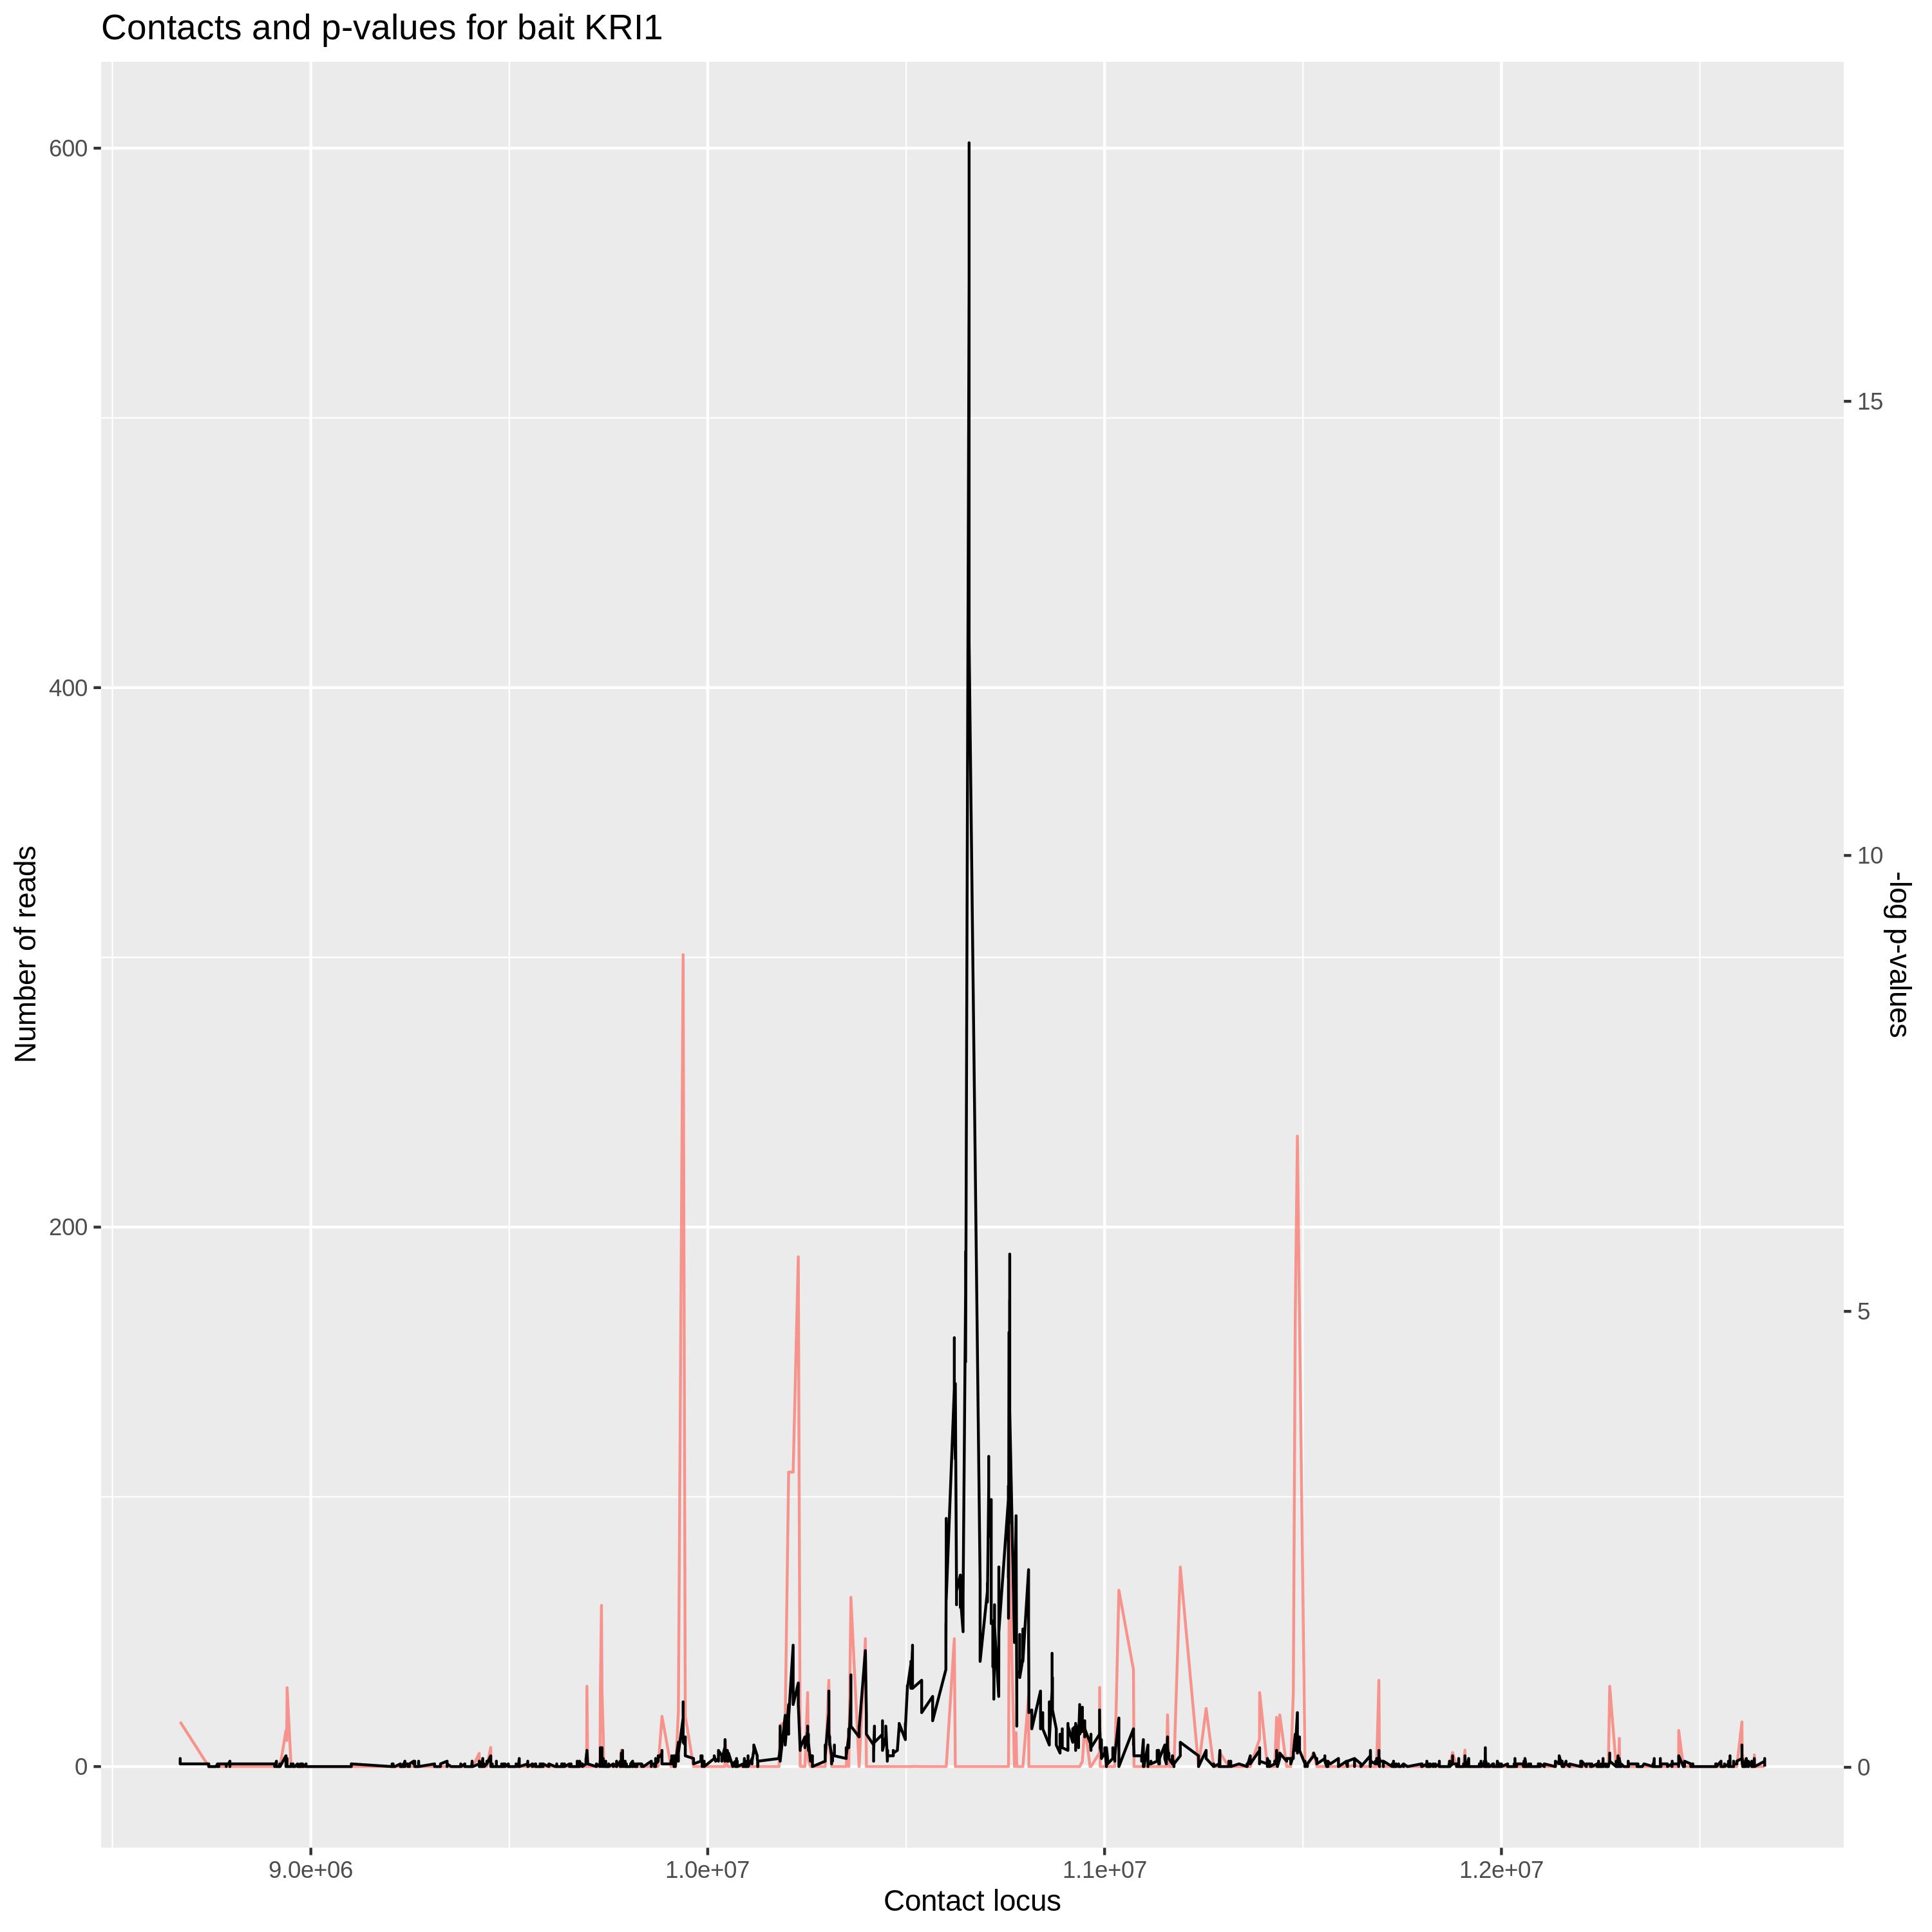 Contacts and p-values for bait KRI1
600
400
200
0
15
10
5
0
Number of reads
-log p-values
9.0e+06
1.0e+07
1.1e+07
1.2e+07
Contact locus